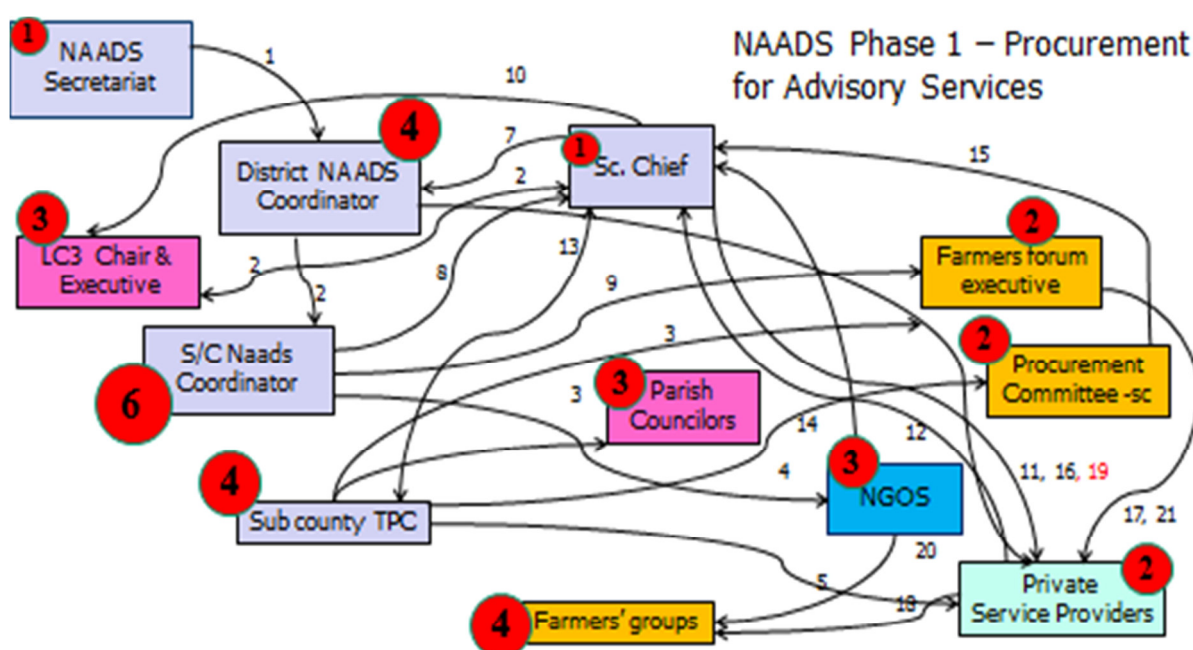 1
NAADS
Secretariat
1
10
NAADS Phase 1 – Procurement
for Advisory Services
4
District NAADS
Coordinator
7
1
Sc. Chief
2
15
3
LC3 Chair &
Executive
2
2
8
13
9
2
Farmers forum
executive
S/C Naads
Coordinator
6
3
3
3
Parish
Councilors
2
Procurement
Committee -sc
14
12
4
3
NGOS
11, 16, 19
17, 21
4
Sub county TPC
20
5
18
2
Private
Service Providers
4
Farmers' groups